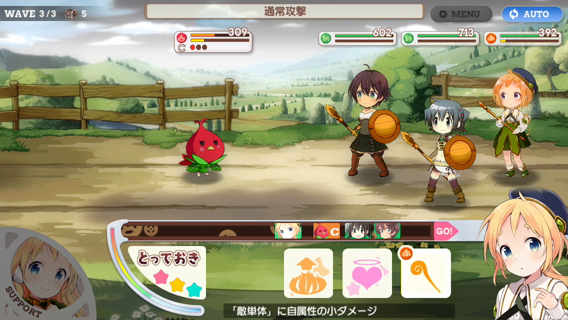 WAVE 3/3 5
通常攻撃
MENU
AUTO
309
C
602
713
392
C
GO!
とっておき
SUPPORT
「敵単体」に自属性の小ダメージ